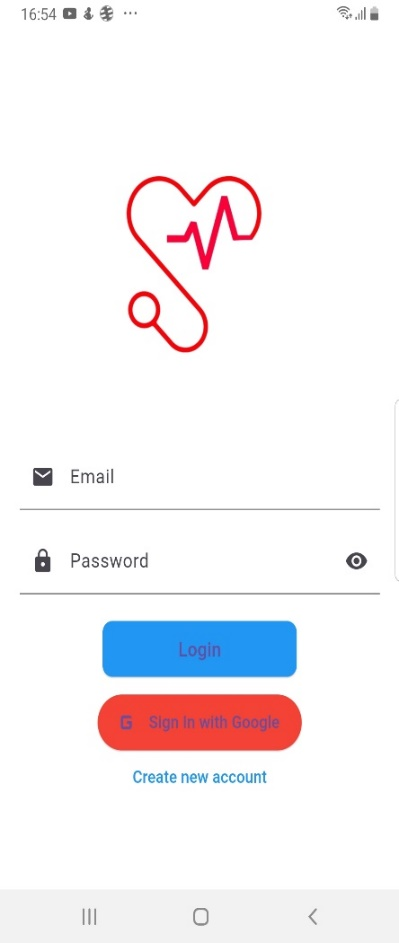 16:54
Email
Password
Login
G Sign In with Google
Create new account